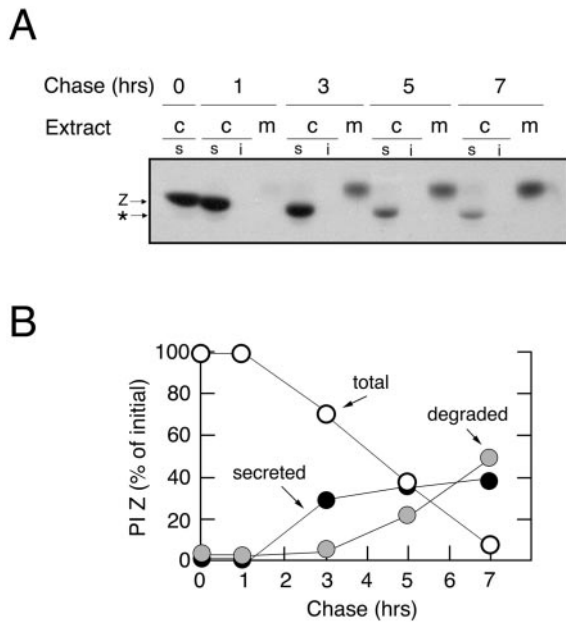 A
Chase (hrs) 0 1 3 5 7
Extract c c m c m c m c m
s s i s i s i s i
Z
*
B
100
80
60
40
20
0
PI Z (% of initial)
total
degraded
secreted
0 1 2 3 4 5 6 7
Chase (hrs)